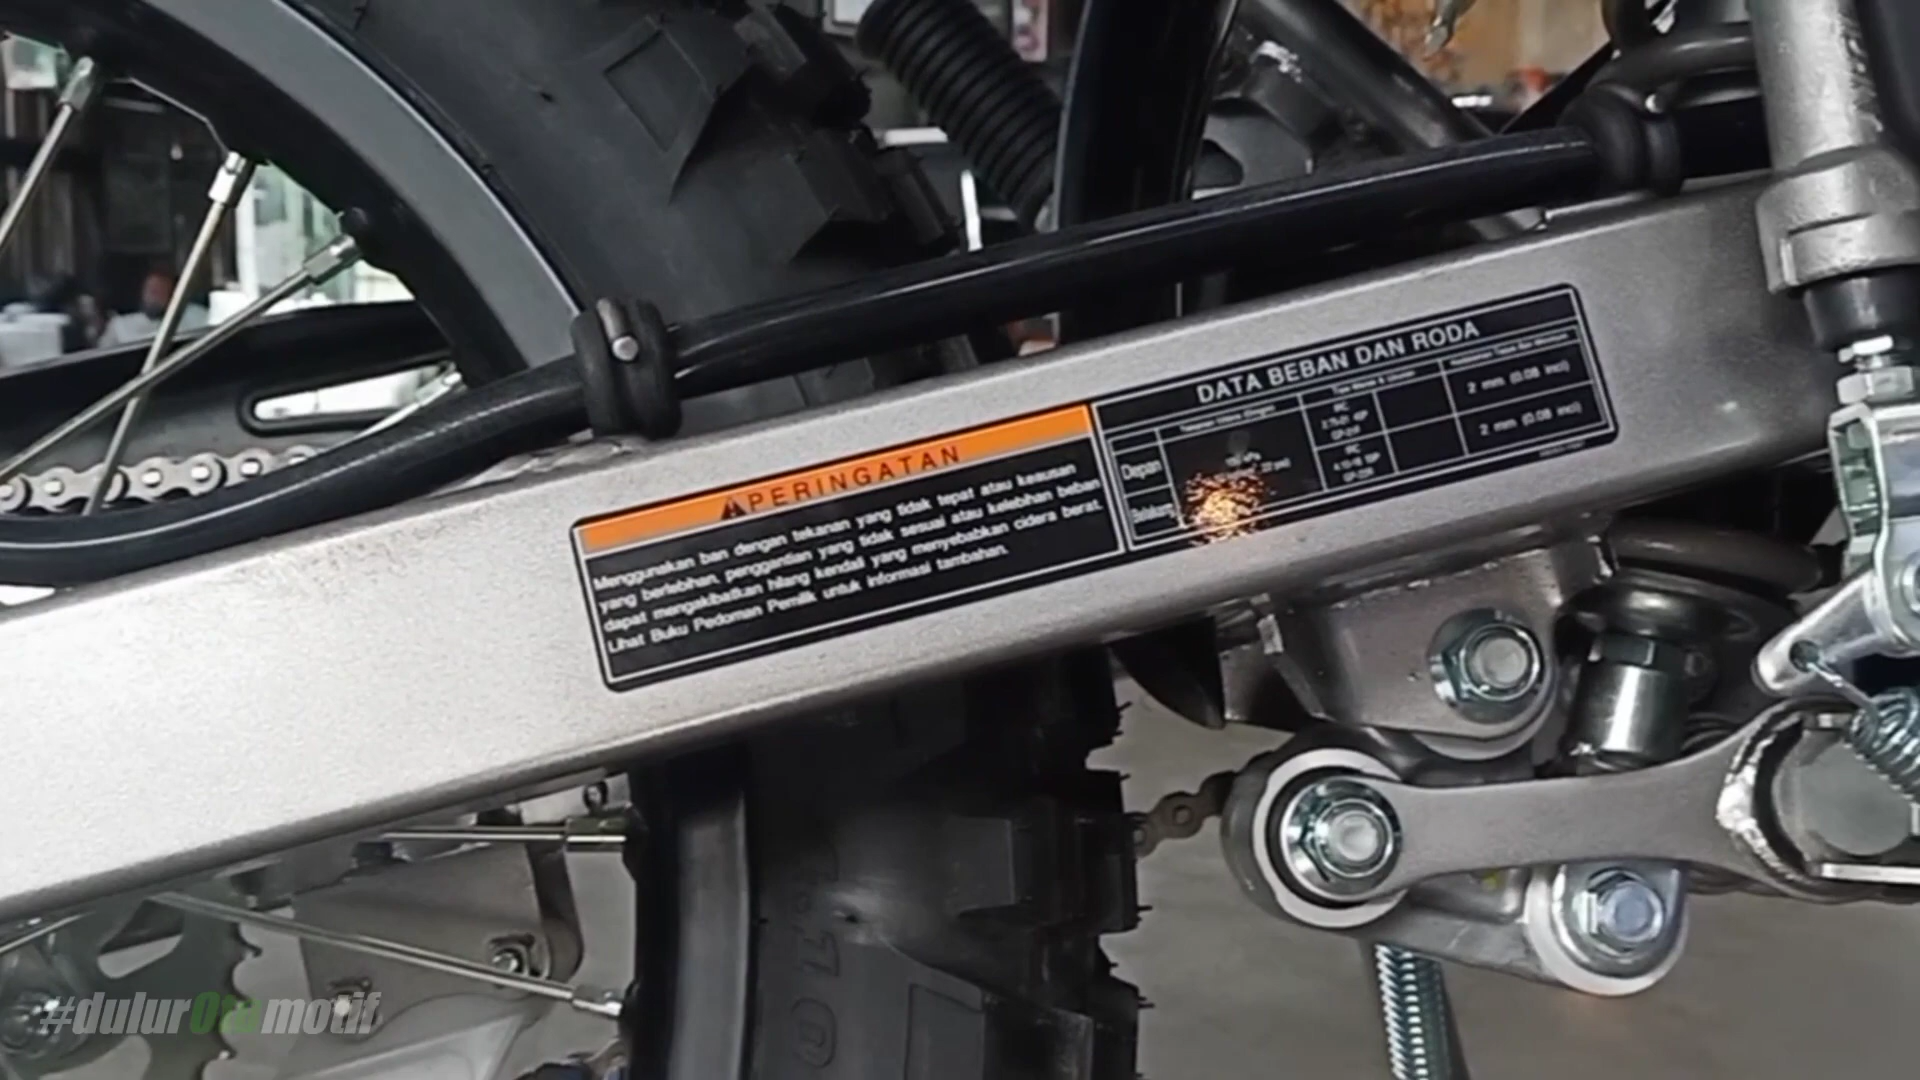 PERINGATAN
Menggunakan ban dengan tekanan yang tidak tepat atau keausan
yang berlebihan, penggantian yang tidak sesuai atau kelebihan beban
dapat mengakibatkan hilang kendali yang menyebabkan cidera berat.
Lihat Buku Pedoman Pemilik untuk informasi tambahan.
DATA BEBAN DAN RODA
Depan
2 mm (0.08 inci)
Belakang
2 mm (0.08 inci)
#dulurOtomotif